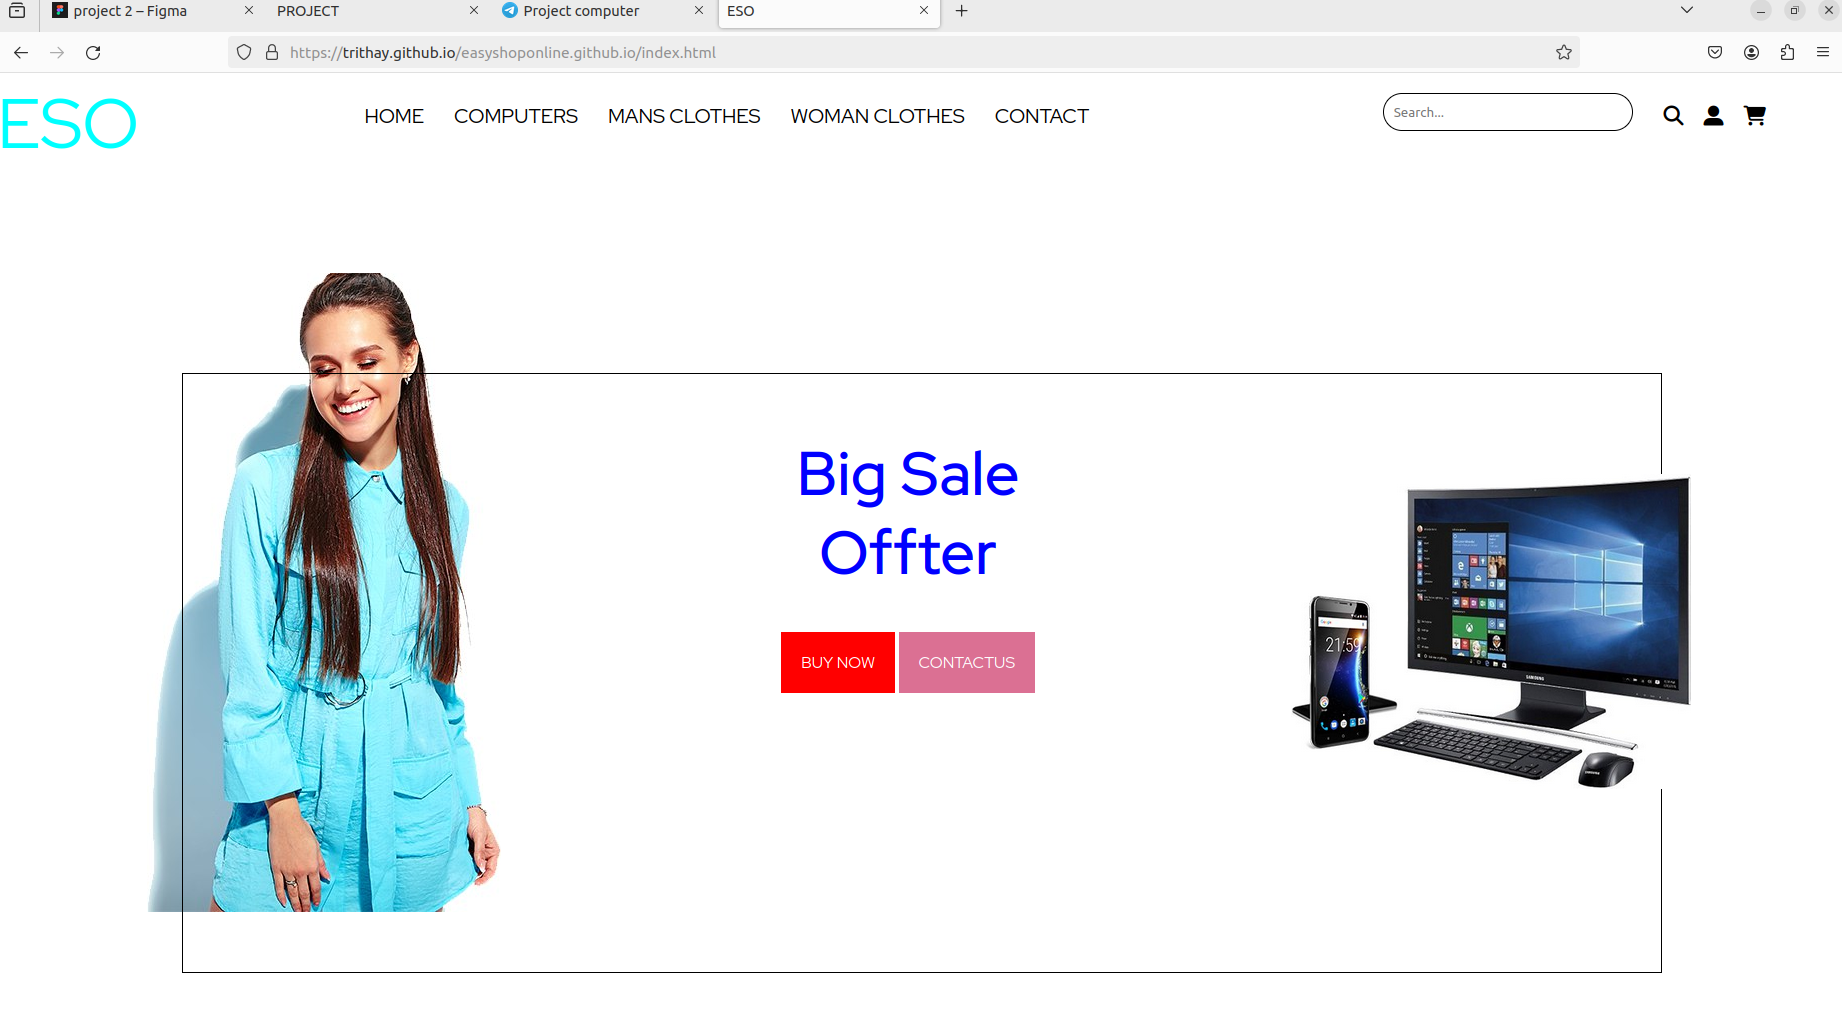 project 2 – Figma
PROJECT
Project computer
ESO
https://trithay.github.io/easyshoponline.github.io/index.html
ESO
HOME
COMPUTERS
MANS CLOTHES
WOMAN CLOTHES
CONTACT
Search...
Big Sale
Offter
BUY NOW
CONTACTUS
21:59
SAMSUNG